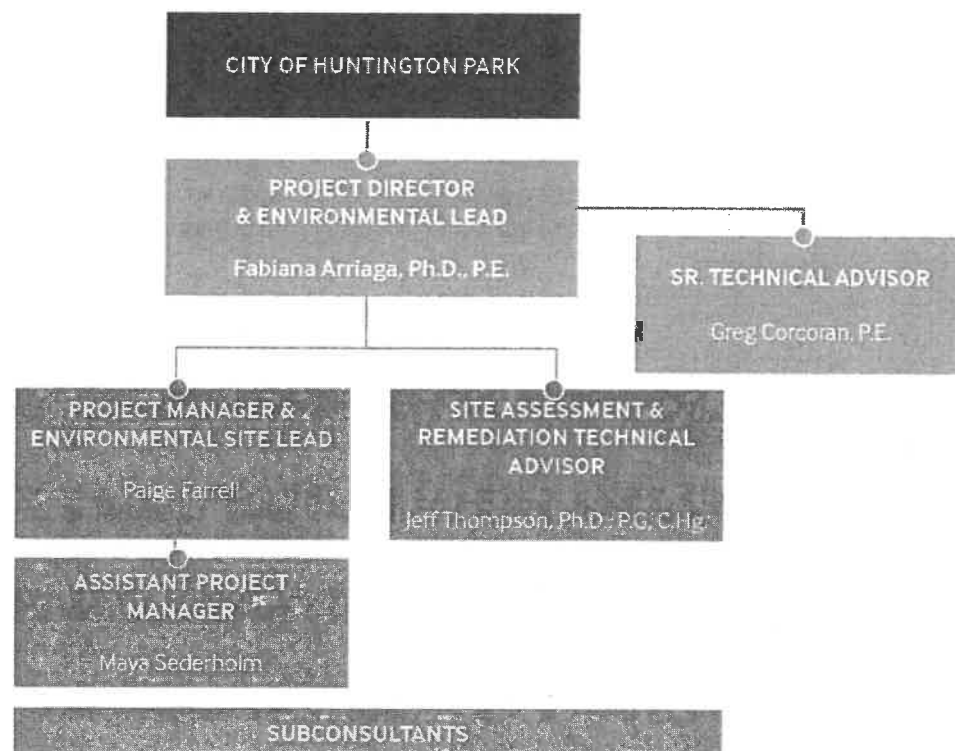 CITY OF HUNTINGTON PARK
PROJECT DIRECTOR
& ENVIRONMENTAL LEAD
Fabiana Arriaga, Ph.D., P.E.
SR. TECHNICAL ADVISOR
Greg Corcoran, P.E.
PROJECT MANAGER &
ENVIRONMENTAL SITE LEAD
Paige Farrell
SITE ASSESSMENT &
REMEDIATION TECHNICAL
ADVISOR
Jeff Thompson, Ph.D., P.G, C.Hg.
ASSISTANT PROJECT
MANAGER
Maya Sederholm
SUBCONSULTANTS